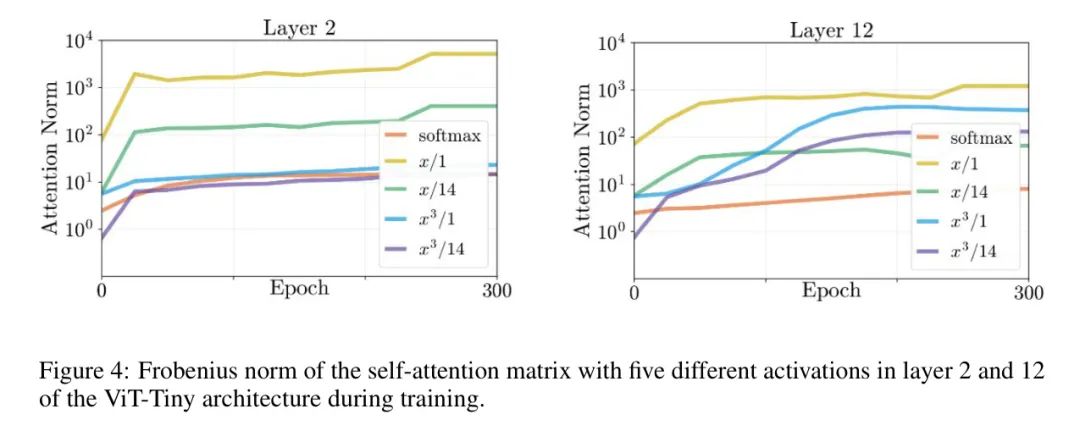 Layer 2
10^4
10^3
10^2
10^1
10^0
Attention Norm
softmax
x/1
x/14
x^3/1
x^3/14
0
Epoch
300
Layer 12
10^4
10^3
10^2
10^1
10^0
Attention Norm
softmax
x/1
x/14
x^3/1
x^3/14
0
Epoch
300
Figure 4: Frobenius norm of the self-attention matrix with five different activations in layer 2 and 12
of the ViT-Tiny architecture during training.